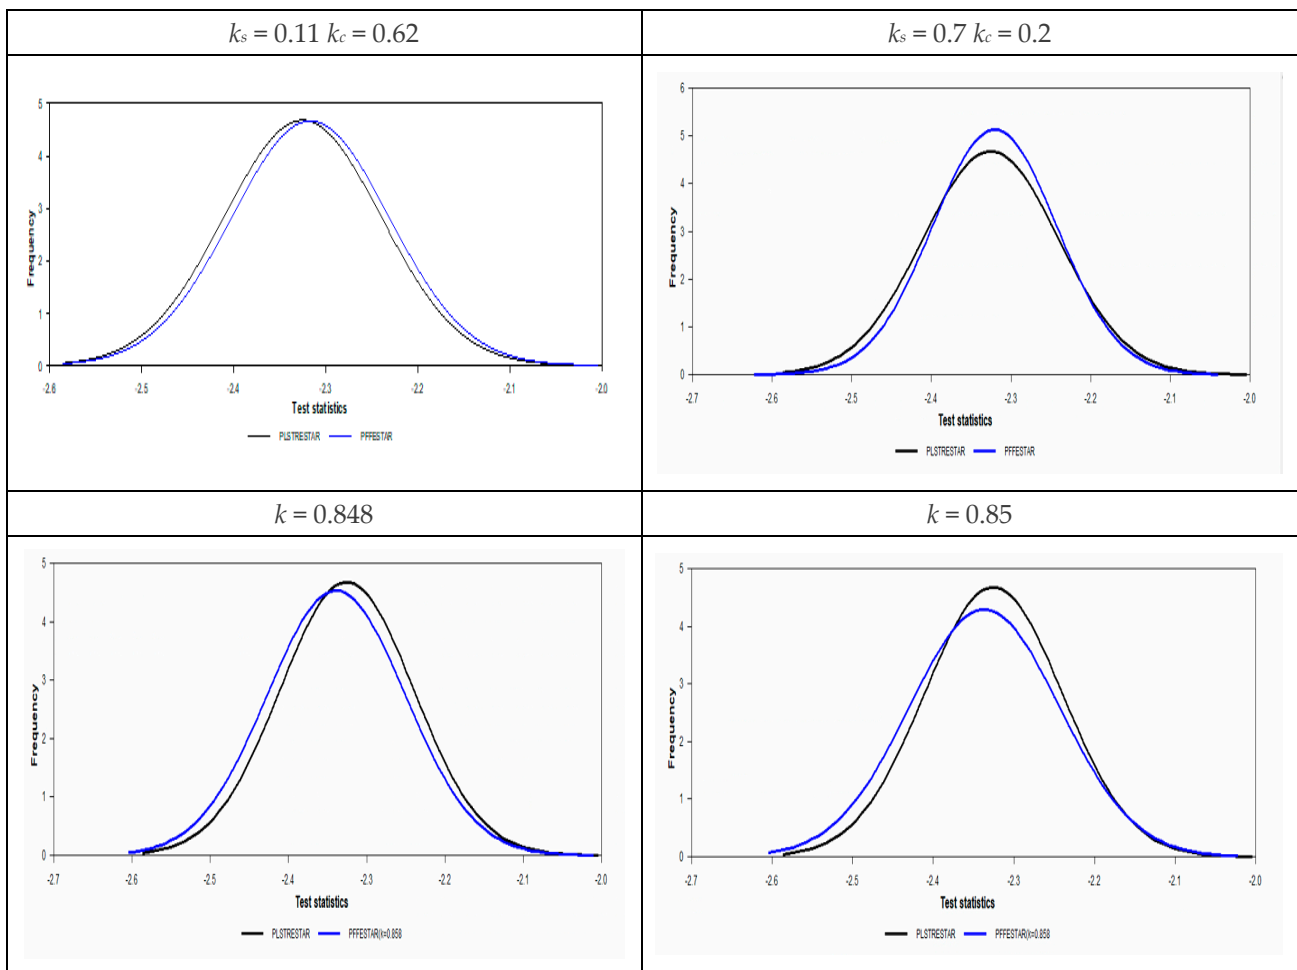 ks = 0.11 kc = 0.62
ks = 0.7 kc = 0.2
5
4
3
2
1
0
Frequency
-2.6
-2.5
-2.4
-2.3
-2.2
-2.1
-2.0
Test statistics
PLSTRESTAR
PFFESTAR
6
5
4
3
2
1
0
Frequency
-2.7
-2.6
-2.5
-2.4
-2.3
-2.2
-2.1
-2.0
Test statistics
PLSTRESTAR
PFFESTAR
k = 0.848
k = 0.85
5
4
3
2
1
0
Frequency
-2.7
-2.6
-2.5
-2.4
-2.3
-2.2
-2.1
-2.0
Test statistics
PLSTRESTAR
PFFESTAR(k=0.858
5
4
3
2
1
0
Frequency
-2.7
-2.6
-2.5
-2.4
-2.3
-2.2
-2.1
-2.0
Test statistics
PLSTRESTAR
PFFESTAR(k=0.858